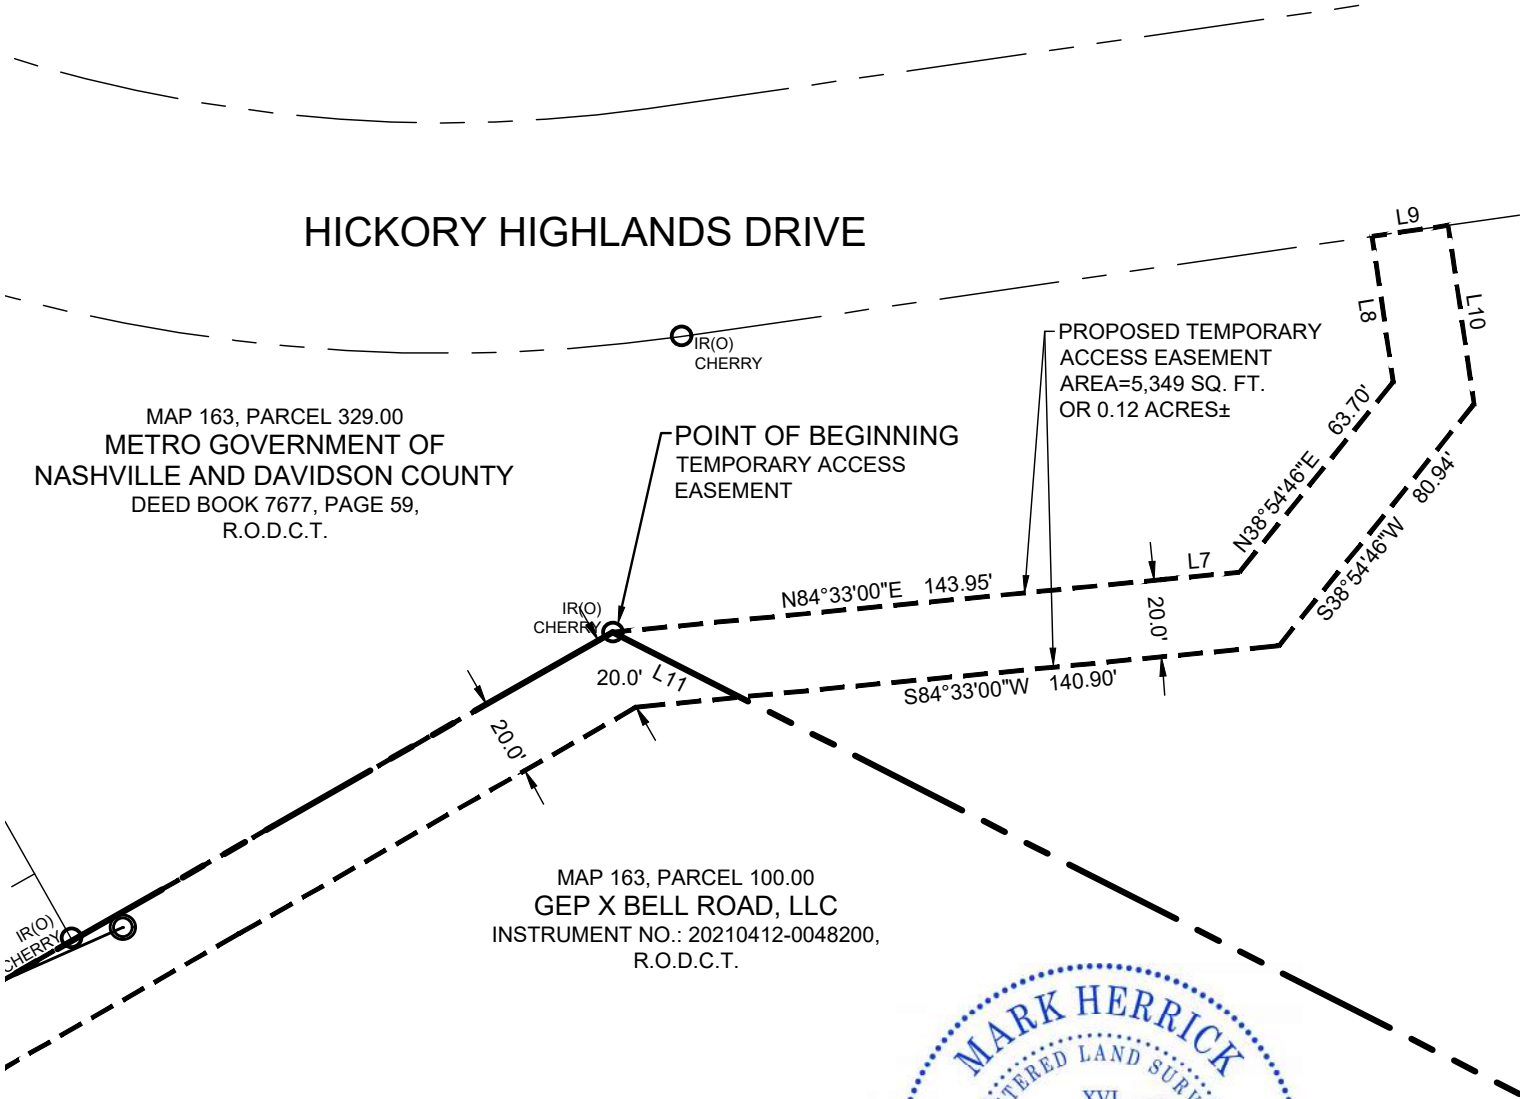 HICKORY HIGHLANDS DRIVE
L9
L8
L10
IR(O)
CHERRY
PROPOSED TEMPORARY
ACCESS EASEMENT
AREA=5,349 SQ. FT.
OR 0.12 ACRES±
MAP 163, PARCEL 329.00
METRO GOVERNMENT OF
NASHVILLE AND DAVIDSON COUNTY
DEED BOOK 7677, PAGE 59,
R.O.D.C.T.
POINT OF BEGINNING
TEMPORARY ACCESS
EASEMENT
N38°54'46"E 63.70'
S38°54'46"W 80.94'
L7
N84°33'00"E 143.95'
20.0'
IR(O)
CHERRY
20.0'
L11
S84°33'00"W 140.90'
20.0'
MAP 163, PARCEL 100.00
GEP X BELL ROAD, LLC
INSTRUMENT NO.: 20210412-0048200,
R.O.D.C.T.
IR(O)
CHERRY
MARK HERRICK
TERED LAND SURV
XVI